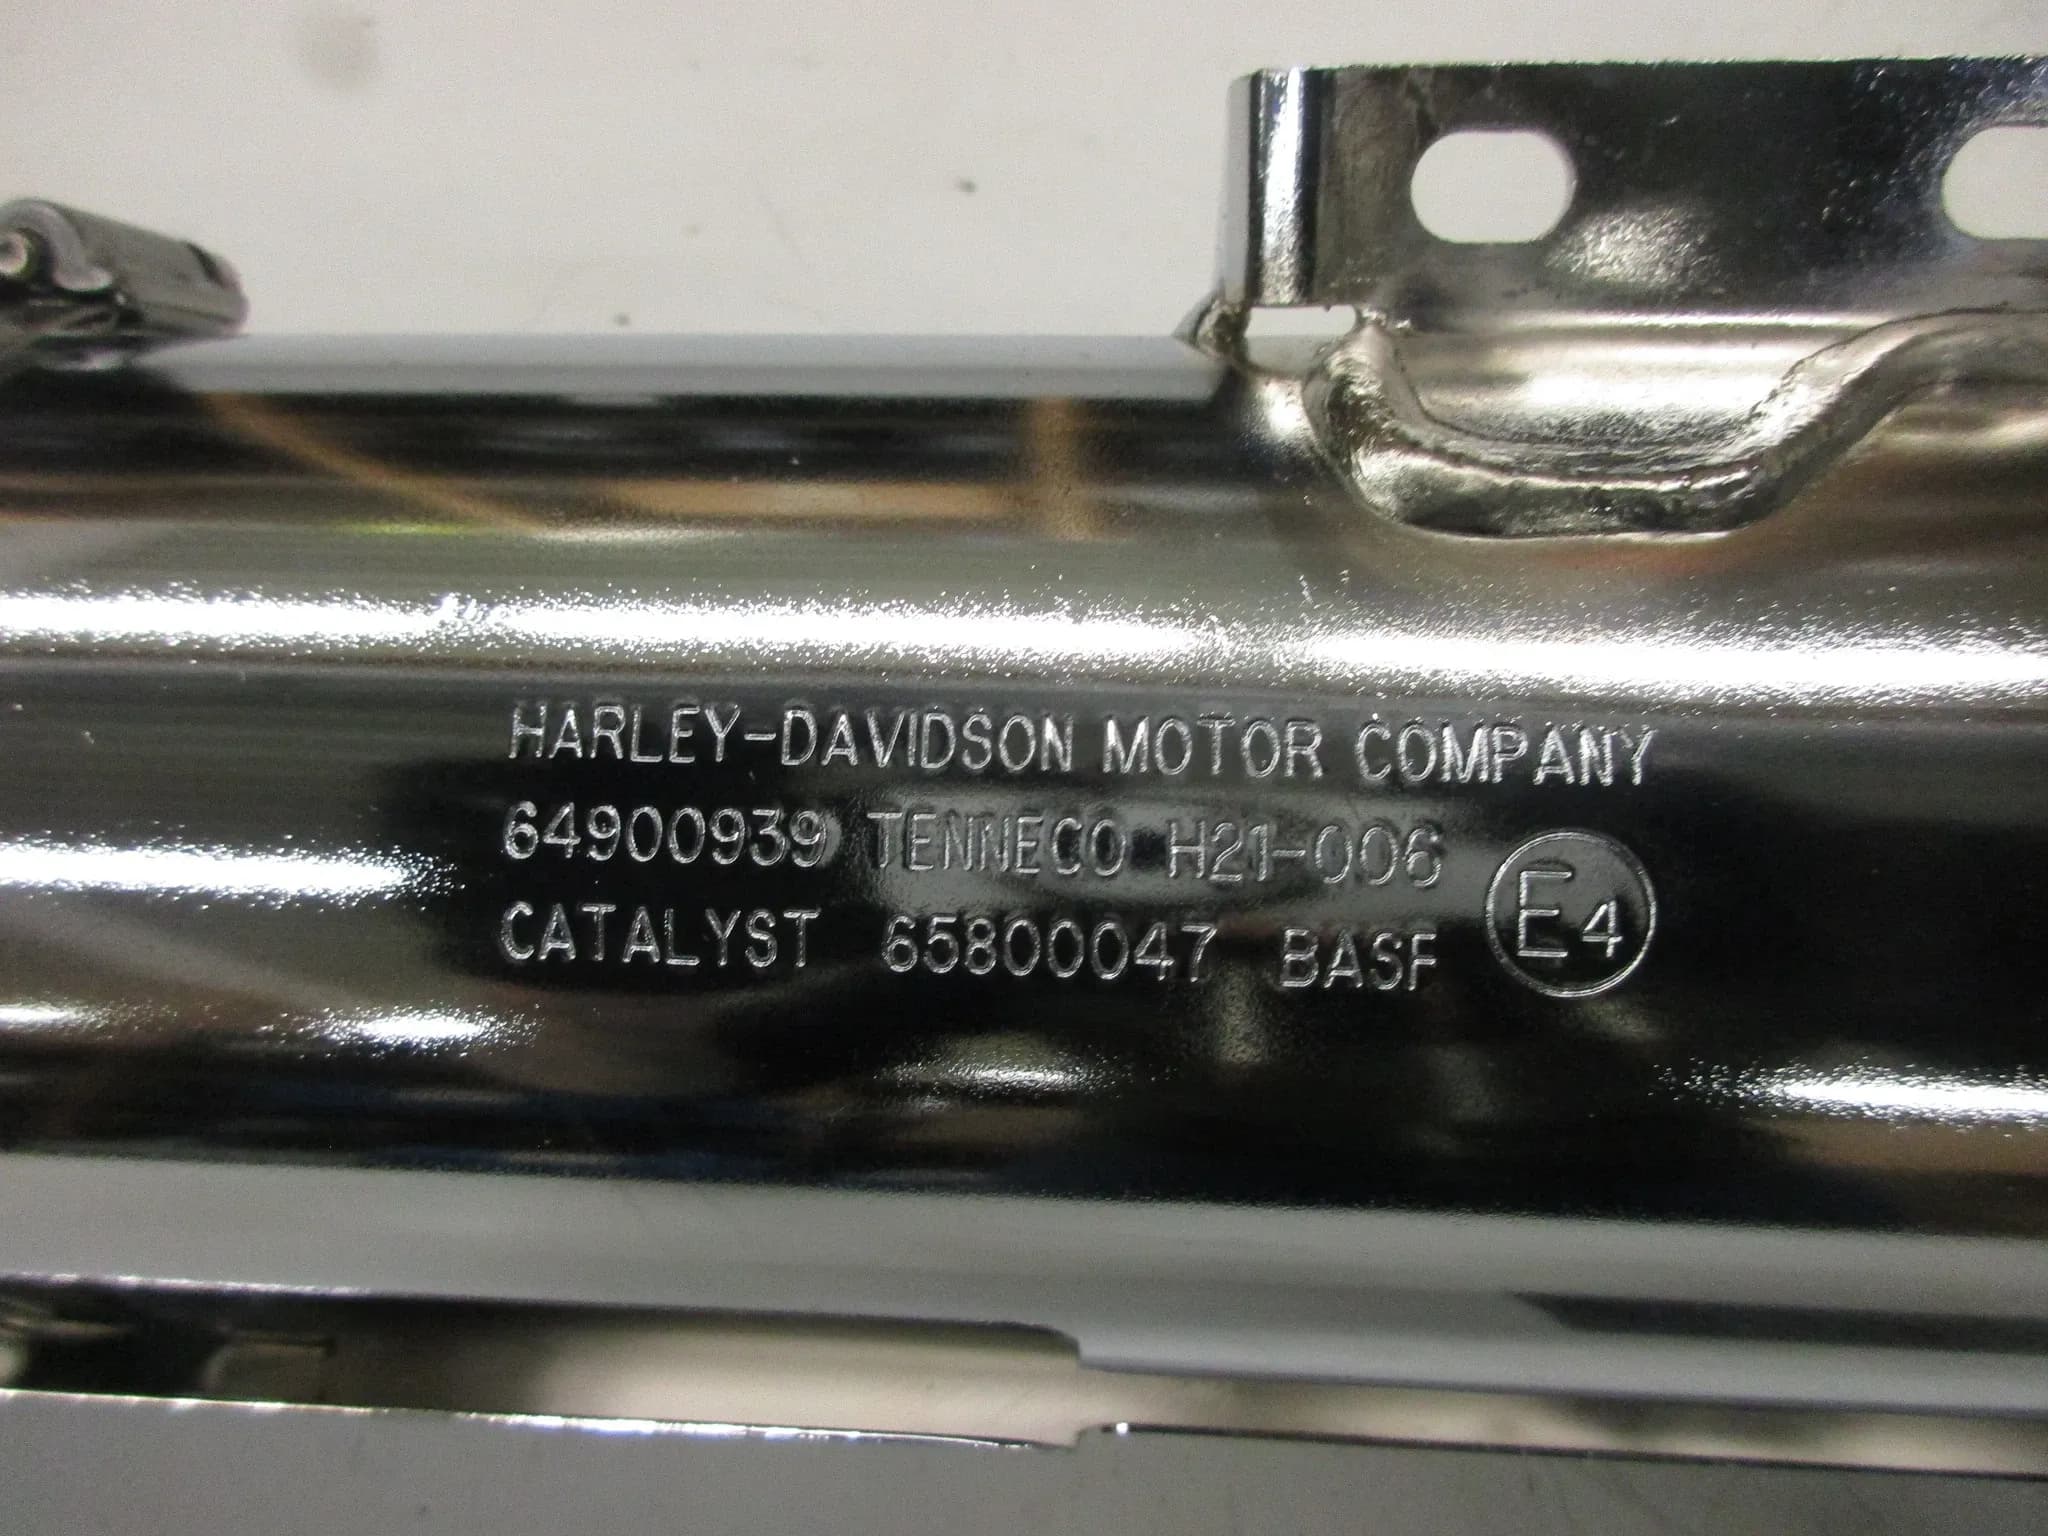 HARLEY-DAVIDSON MOTOR COMPANY
64900939 TENNECO H21-006
CATALYST 65800047 BASF E4